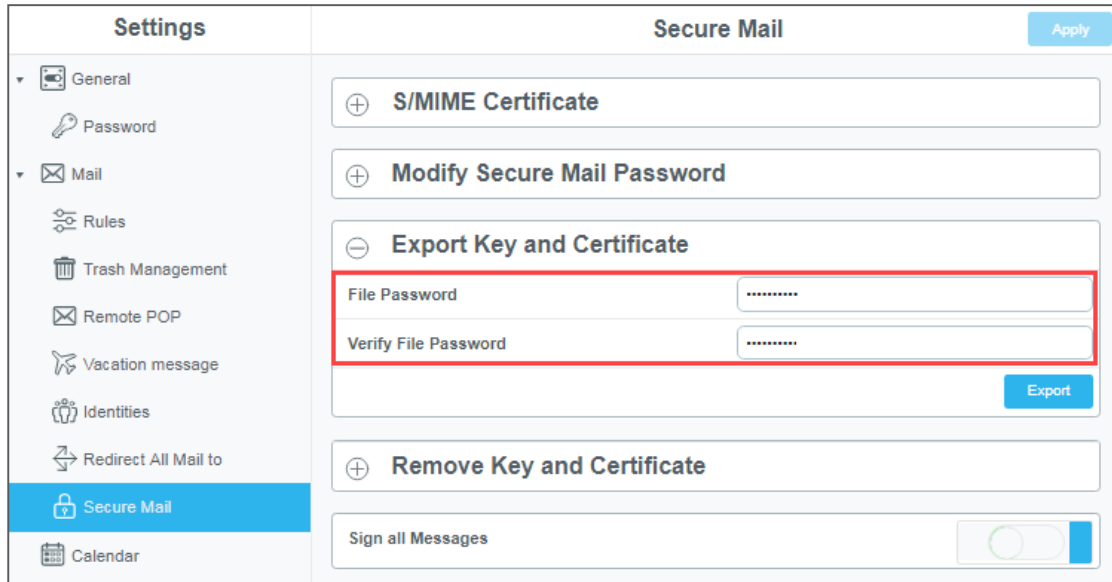 Settings
Secure Mail
Apply
General
Password
Mail
Rules
Trash Management
Remote POP
Vacation message
Identities
Redirect All Mail to
Secure Mail
Calendar
S/MIME Certificate
Modify Secure Mail Password
Export Key and Certificate
File Password
••••••••••
Verify File Password
••••••••••
Export
Remove Key and Certificate
Sign all Messages